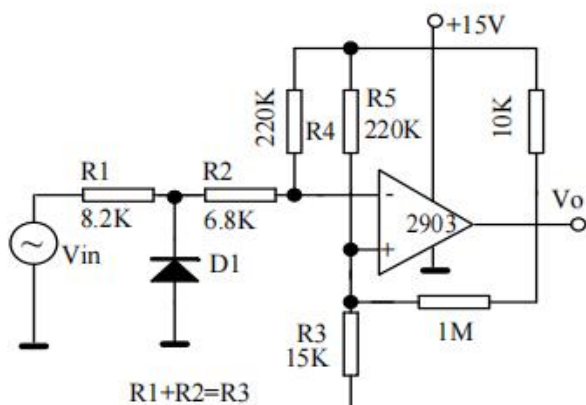 +15V
220K
R4
R5
220K
10K
R1
8.2K
R2
6.8K
-
2903
+
Vo
Vin
D1
R3
15K
1M
R1+R2=R3